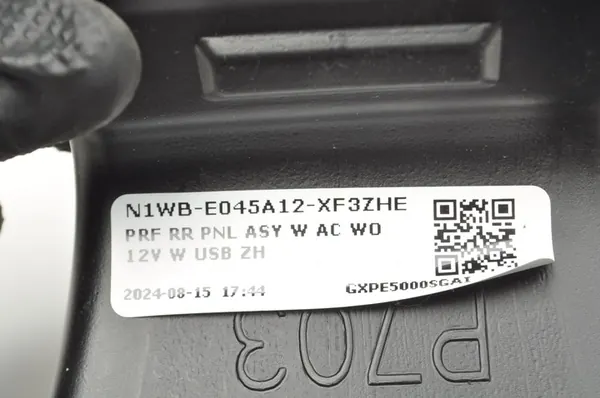 N1WB-E045A12-XF3ZHE
PRF RR PNL ASY W AC WO
12V W USB ZH
2024-08-15 17:44
GXPE5000SGAI
P703